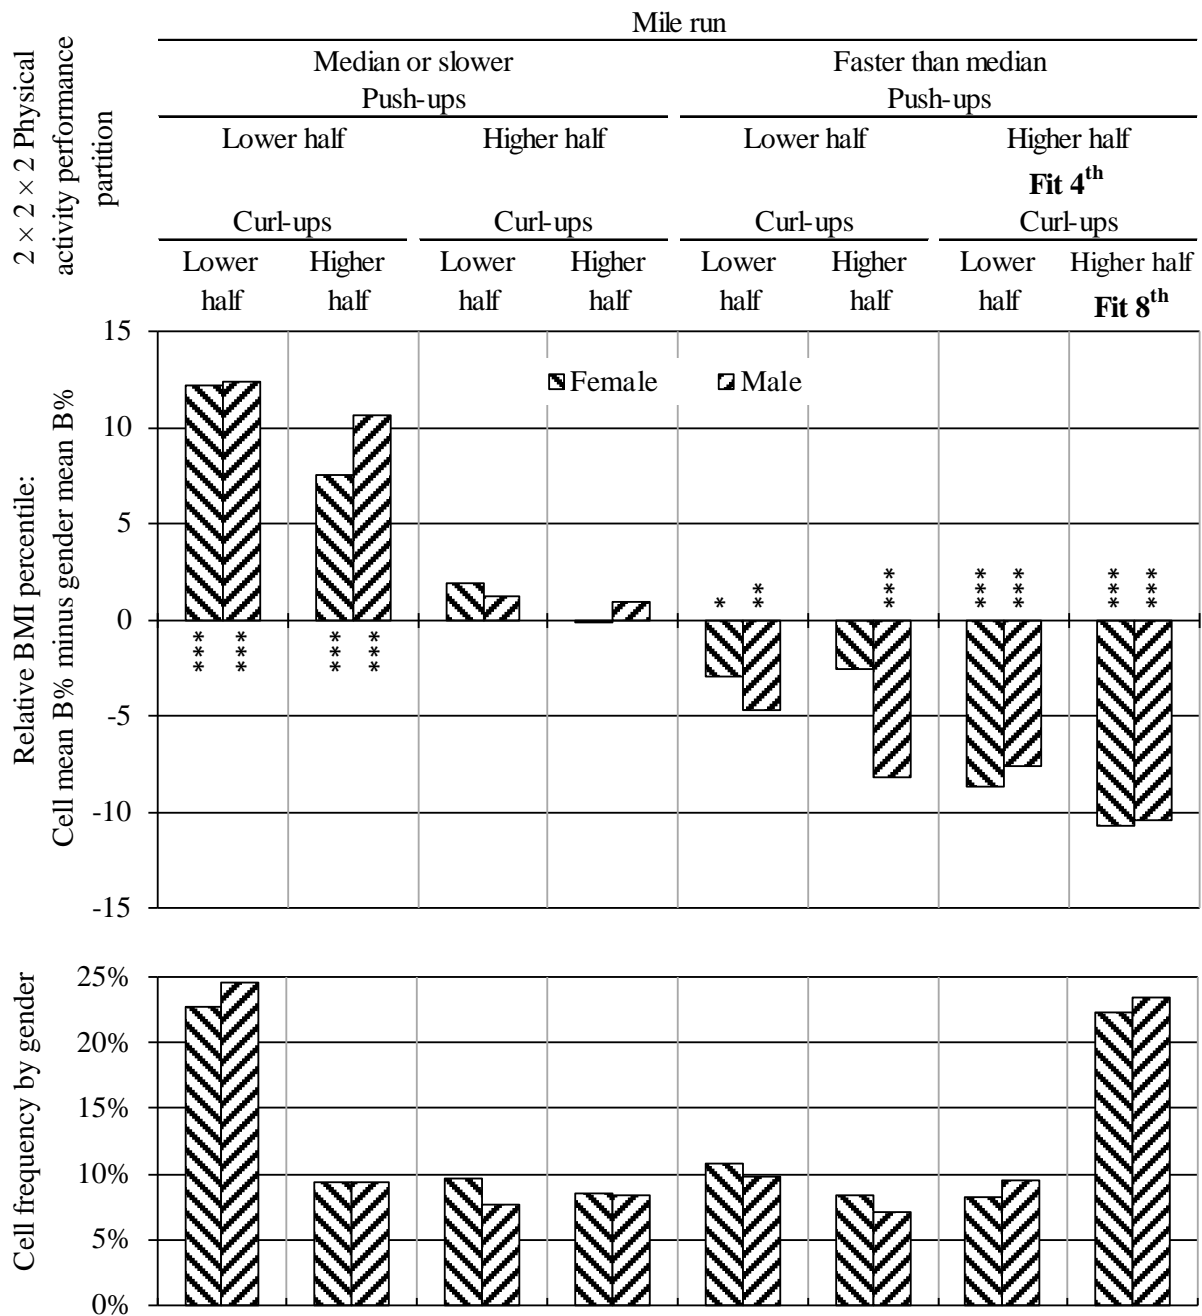 Mile run
Median or slower Faster than median
Push-ups Push-ups
Lower half Higher half Lower half Higher half
Fit 4th
Curl-ups Curl-ups Curl-ups Curl-ups
Lower Higher Lower Higher Lower Higher Lower Higher half
half half half half half half half Fit 8th
2 × 2 × 2 Physical
activity performance
partition
Relative BMI percentile:
Cell mean B% minus gender mean B%
15
10
5
0
-5
-10
-15
Female Male
* ** *** *** *** *** ***
*** *** *** ***
Cell frequency by gender
25%
20%
15%
10%
5%
0%